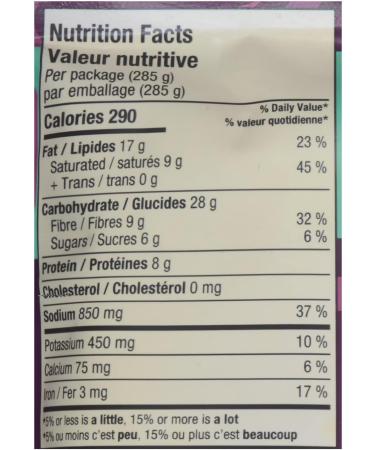 Nutrition Facts
Valeur nutritive
Per package (285 g)
par emballage (285 g)
Calories 290
% Daily Value*
% valeur quotidienne*
Fat / Lipides 17 g 23 %
Saturated / saturés 9 g 45 %
+ Trans / trans 0 g
Carbohydrate / Glucides 28 g
Fibre / Fibres 9 g 32 %
Sugars / Sucres 6 g 6 %
Protein / Protéines 8 g
Cholesterol / Cholestérol 0 mg
Sodium 850 mg 37 %
Potassium 450 mg 10 %
Calcium 75 mg 6 %
Iron / Fer 3 mg 17 %
*5% or less is a little, 15% or more is a lot
*5% ou moins c'est peu, 15% ou plus c'est beaucoup